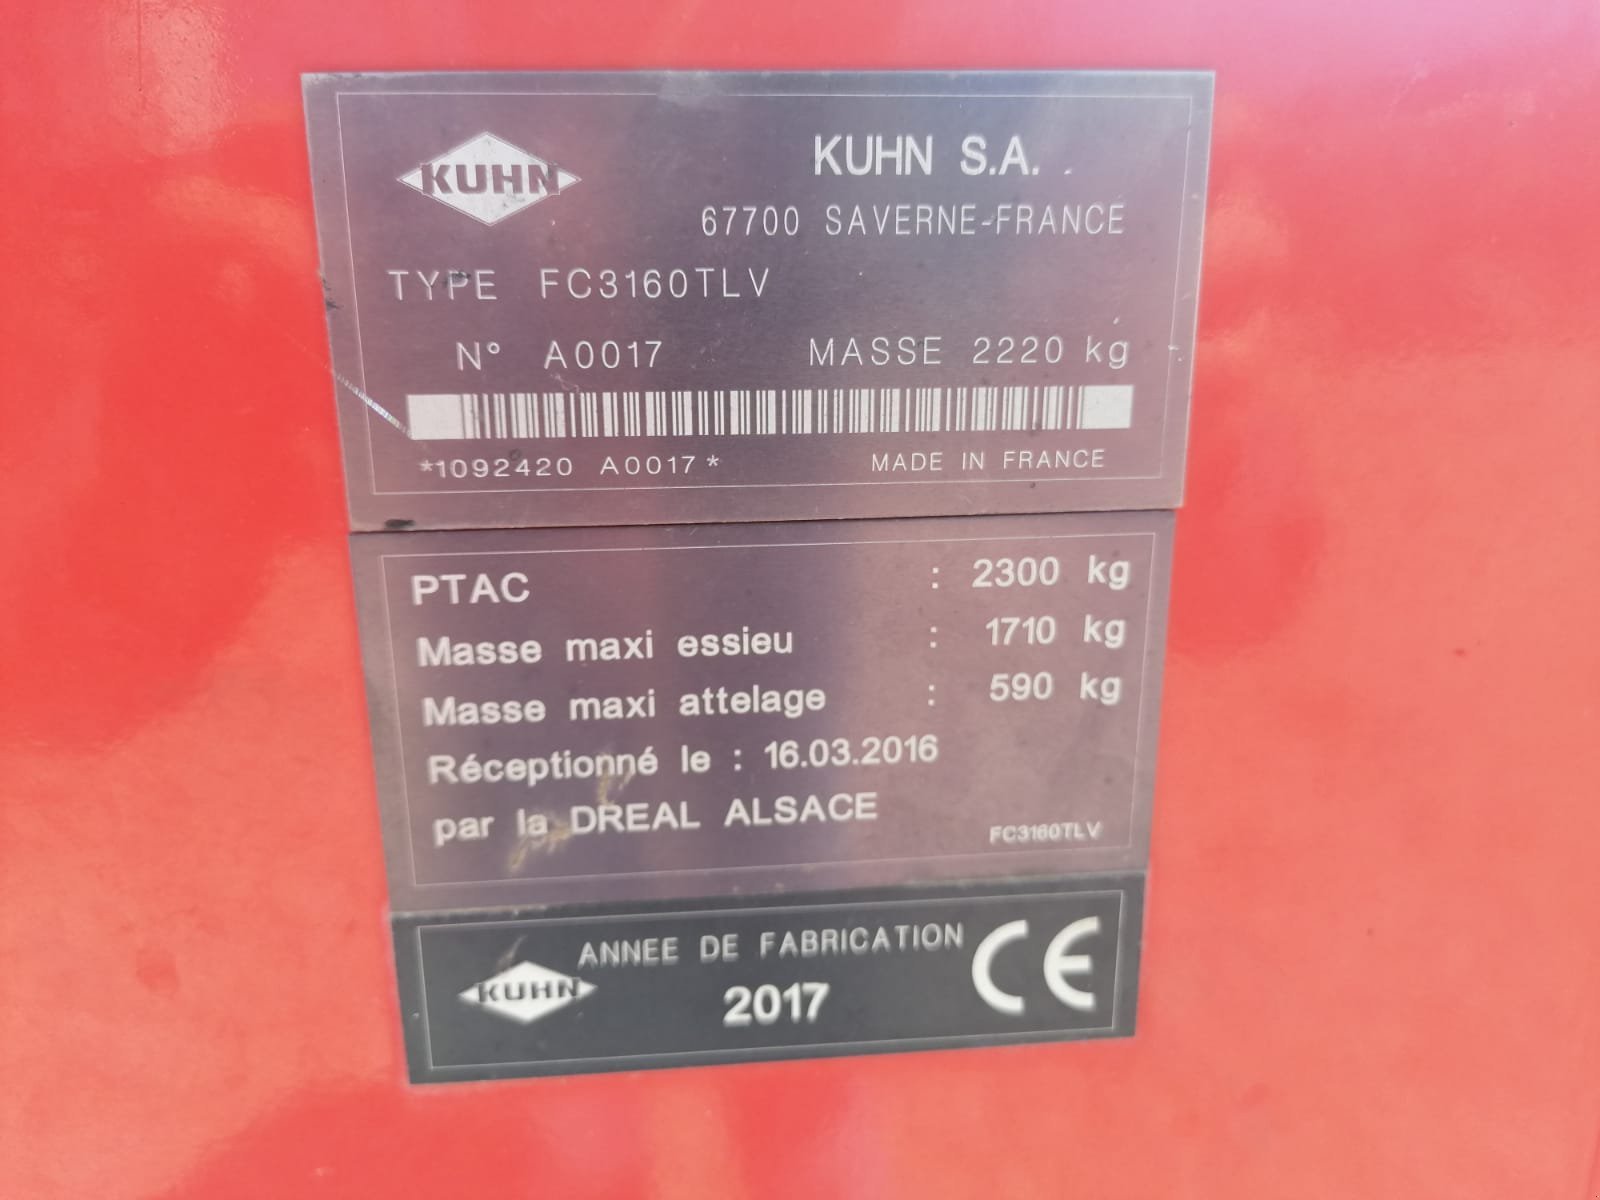 KUHN
KUHN S.A.
67700 SAVERNE-FRANCE
TYPE FC3160TLV
N° A0017 MASSE 2220 kg
*1092420 A0017*
MADE IN FRANCE
PTAC : 2300 kg
Masse maxi essieu : 1710 kg
Masse maxi attelage : 590 kg
Réceptionné le : 16.03.2016
par la DREAL ALSACE
FC3160TLV
KUHN
ANNEE DE FABRICATION
2017
CE